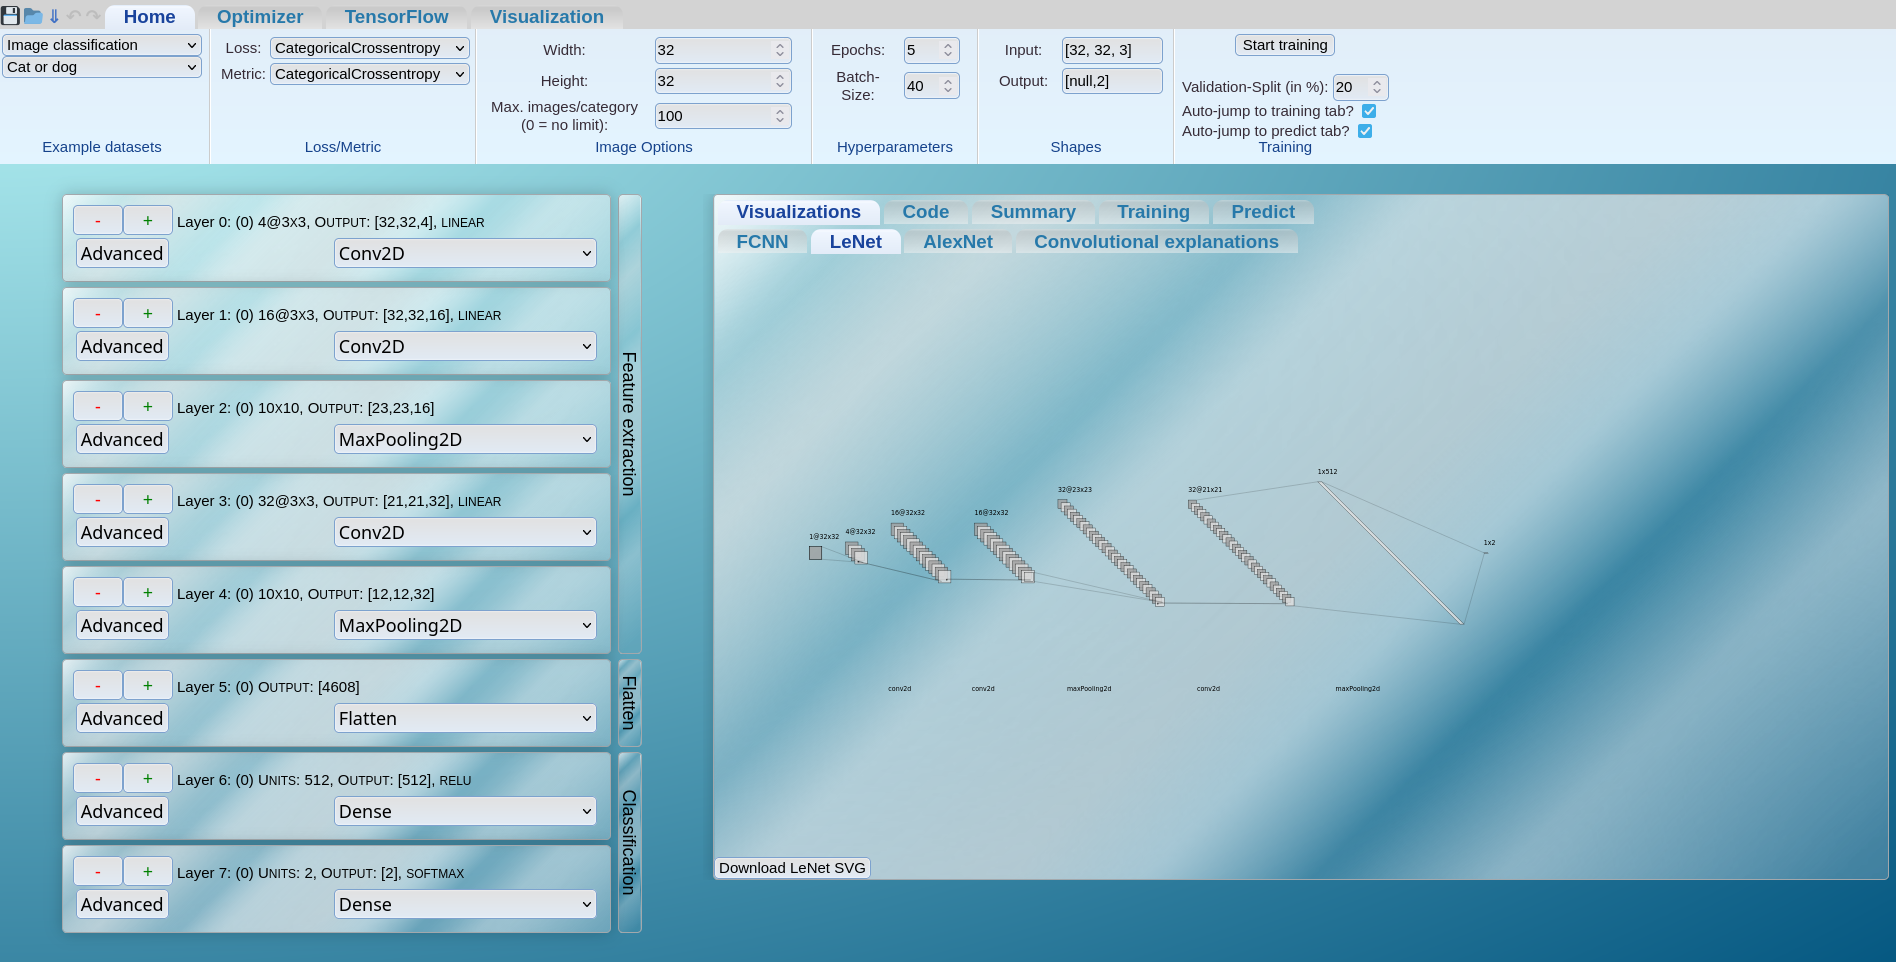 Home
Optimizer
TensorFlow
Visualization
Image classification
Cat or dog
Example datasets
Loss: CategoricalCrossentropy
Metric: CategoricalCrossentropy
Loss/Metric
Width: 32
Height: 32
Max. images/category
(0 = no limit): 100
Image Options
Epochs: 5
Batch-
Size: 40
Hyperparameters
Input: [32, 32, 3]
Output: [null,2]
Shapes
Start training
Validation-Split (in %): 20
Auto-jump to training tab?
Auto-jump to predict tab?
Training
- + Layer 0: (0) 4@3x3, Output: [32,32,4], linear
Advanced Conv2D
- + Layer 1: (0) 16@3x3, Output: [32,32,16], linear
Advanced Conv2D
- + Layer 2: (0) 10x10, Output: [23,23,16]
Advanced MaxPooling2D
- + Layer 3: (0) 32@3x3, Output: [21,21,32], linear
Advanced Conv2D
- + Layer 4: (0) 10x10, Output: [12,12,32]
Advanced MaxPooling2D
- + Layer 5: (0) Output: [4608]
Advanced Flatten
- + Layer 6: (0) Units: 512, Output: [512], relu
Advanced Dense
- + Layer 7: (0) Units: 2, Output: [2], softmax
Advanced Dense
Feature extraction
Flatten
Classification
Visualizations
Code
Summary
Training
Predict
FCNN
LeNet
AlexNet
Convolutional explanations
1@32x32
4@32x32
16@32x32
16@32x32
32@23x23
32@21x21
1x512
1x2
conv2d
conv2d
maxPooling2d
conv2d
maxPooling2d
Download LeNet SVG